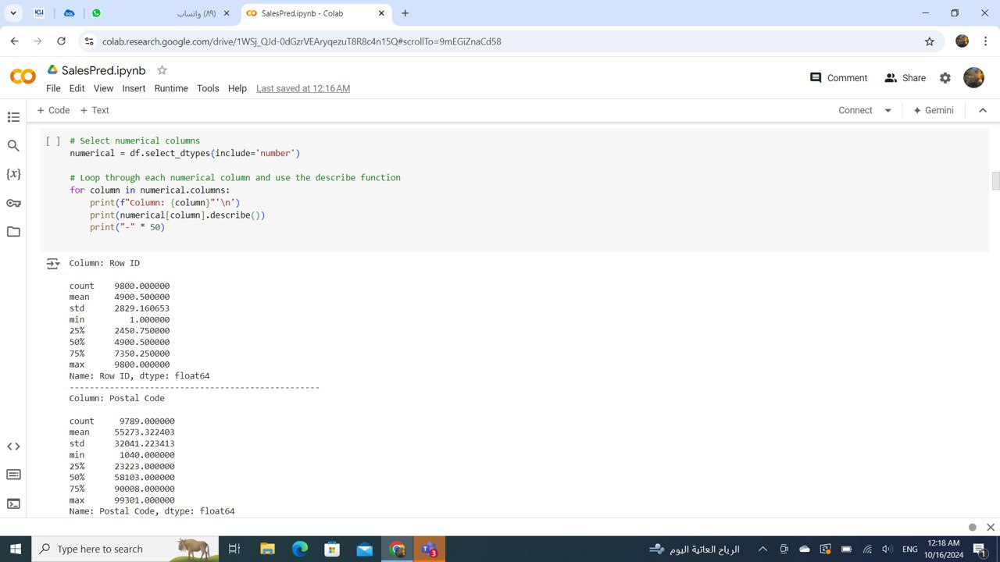 (٨٩) واتساب
SalesPred.ipynb - Colab
colab.research.google.com/drive/1WSj_QJd-0dGzrVEAryqezuT8R8c4n15Q#scrollTo=9mEGiZnaCd58
SalesPred.ipynb
File Edit View Insert Runtime Tools Help Last saved at 12:16 AM
Comment Share
+ Code + Text
Connect Gemini
[ ] # Select numerical columns
numerical = df.select_dtypes(include='number')
# Loop through each numerical column and use the describe function
for column in numerical.columns:
    print(f"Column: {column}"'\n')
    print(numerical[column].describe())
    print("-" * 50)
Column: Row ID
count 9800.000000
mean 4900.500000
std 2829.160653
min 1.000000
25% 2450.750000
50% 4900.500000
75% 7350.250000
max 9800.000000
Name: Row ID, dtype: float64
--------------------------------------------------
Column: Postal Code
count 9789.000000
mean 55273.322403
std 32041.223413
min 1040.000000
25% 23223.000000
50% 58103.000000
75% 90008.000000
max 99301.000000
Name: Postal Code, dtype: float64
Type here to search
3
الرياح العاتية اليوم
ENG
12:18 AM
10/16/2024
1